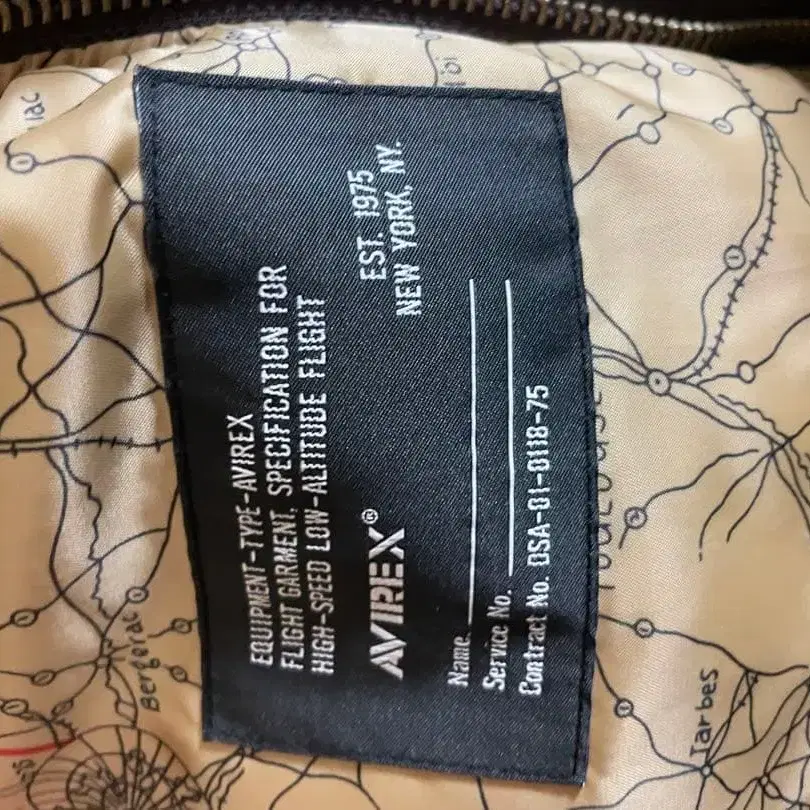 EQUIPMENT-TYPE-AVIREX
FLIGHT GARMENT, SPECIFICATION FOR
HIGH-SPEED LOW-ALTITUDE FLIGHT
AVIREX®
EST. 1975
NEW YORK, NY.
Name
Service No.
Contract No. DSA-01-0118-75
Bergerac
TOULOUSE
Tarbes